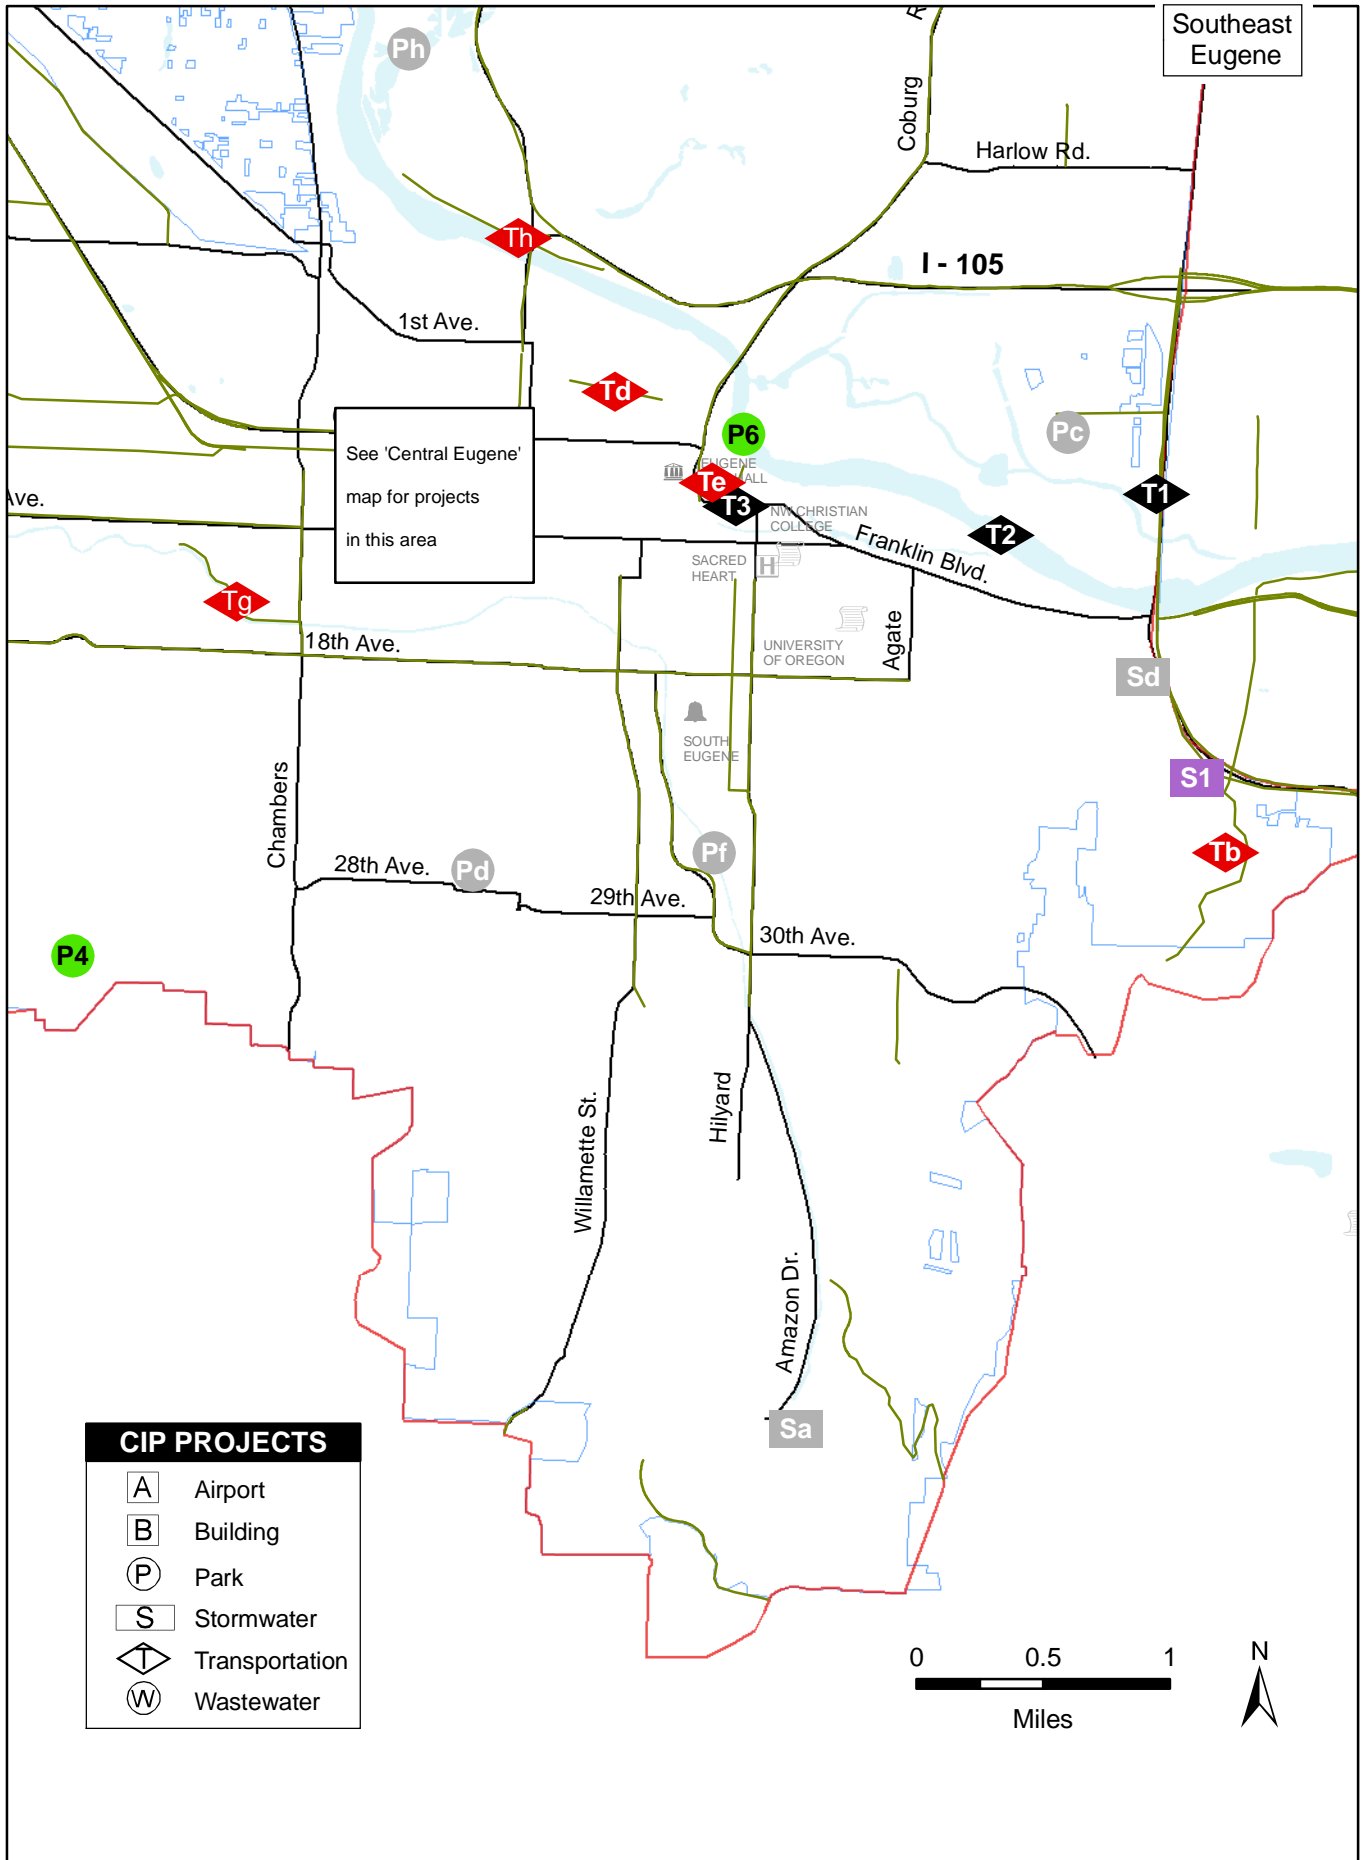 Southeast
Eugene
Ph
R
Coburg
Harlow Rd.
Th
I - 105
1st Ave.
Td
See 'Central Eugene'
map for projects
in this area
P6
Pc
EUGENE
HALL
Te
T3
T1
Ave.
NW CHRISTIAN
COLLEGE
T2
Franklin Blvd.
SACRED
HEART
H
Tg
18th Ave.
UNIVERSITY
OF OREGON
Agate
Sd
SOUTH
EUGENE
S1
Chambers
28th Ave.
Pd
Pf
Tb
29th Ave.
30th Ave.
P4
Willamette St.
Hilyard
Amazon Dr.
Sa
CIP PROJECTS
A Airport
B Building
P Park
S Stormwater
T Transportation
W Wastewater
0 0.5 1
Miles
N